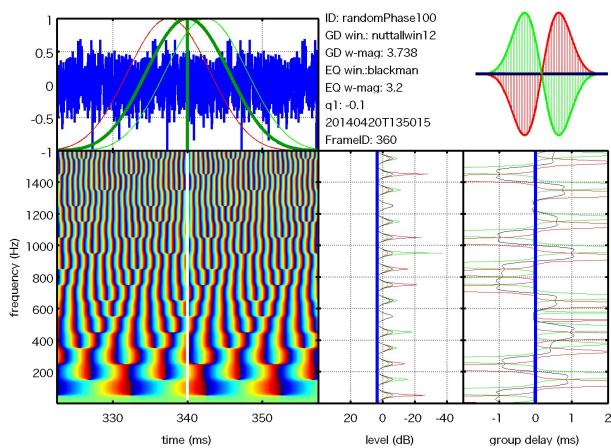 ID: randomPhase100
GD win.: nuttallwin12
GD w-mag: 3.738
EQ win.:blackman
EQ w-mag: 3.2
q1: -0.1
20140420T135015
FrameID: 360
1
0.5
0
-0.5
-1
1400
1200
1000
800
600
400
200
frequency (Hz)
330 340 350
time (ms)
20 0 -20 -40
level (dB)
-1 0 1 2
group delay (ms)